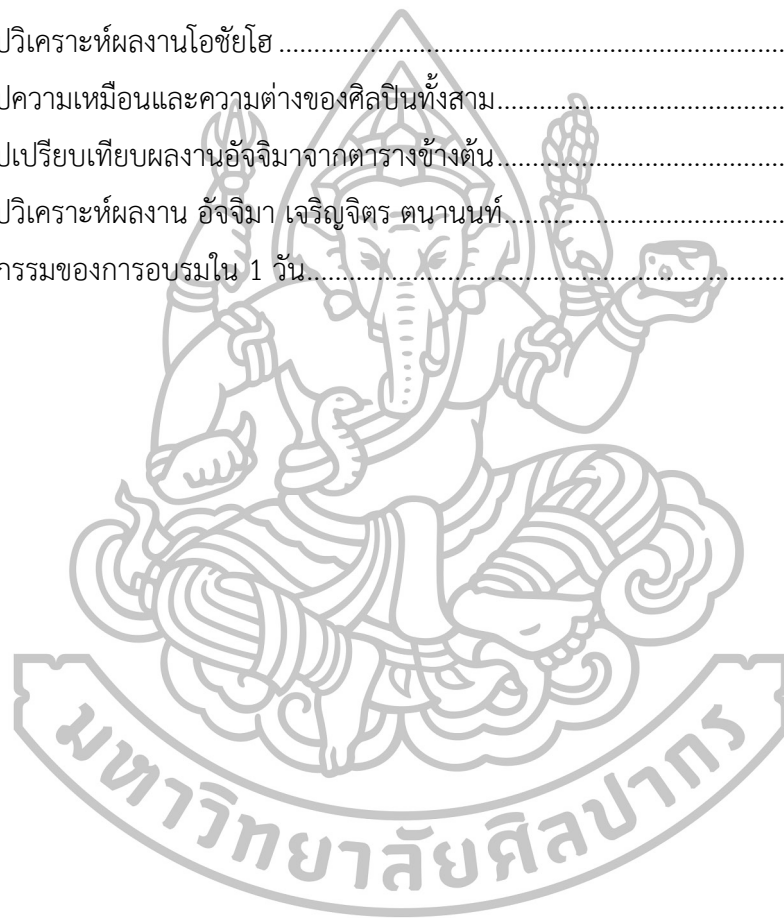 ปวิเคราะห์ผลงานโอชัยโฮ
ปความเหมือนและความต่างของศิลปินทั้งสาม
ปเปรียบเทียบผลงานอัจจิมาจากตารางข้างต้น
ปวิเคราะห์ผลงาน อัจจิมา เจริญจิตร ตนานนท์
กรรมของการอบรมใน 1 วัน
มหาวิทยาลัยศิลปากร